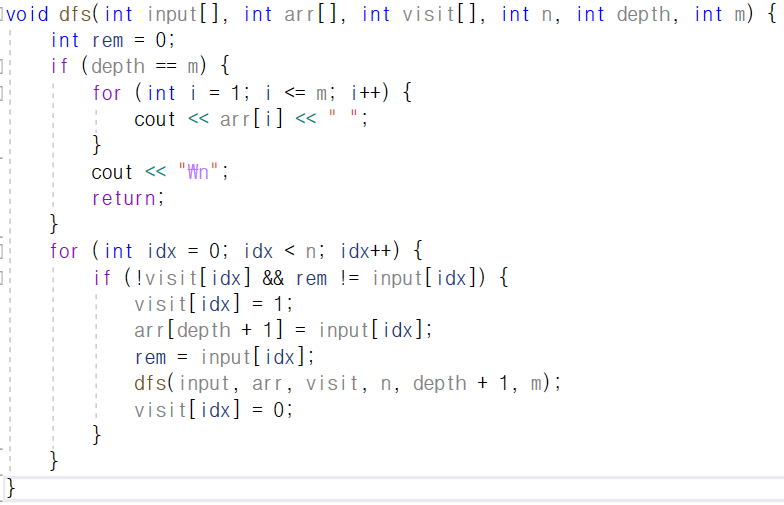 void dfs(int input[], int arr[], int visit[], int n, int depth, int m) {
    int rem = 0;
    if (depth == m) {
        for (int i = 1; i <= m; i++) {
            cout << arr[i] << " ";
        }
        cout << "₩n";
        return;
    }
    for (int idx = 0; idx < n; idx++) {
        if (!visit[idx] && rem != input[idx]) {
            visit[idx] = 1;
            arr[depth + 1] = input[idx];
            rem = input[idx];
            dfs(input, arr, visit, n, depth + 1, m);
            visit[idx] = 0;
        }
    }
}